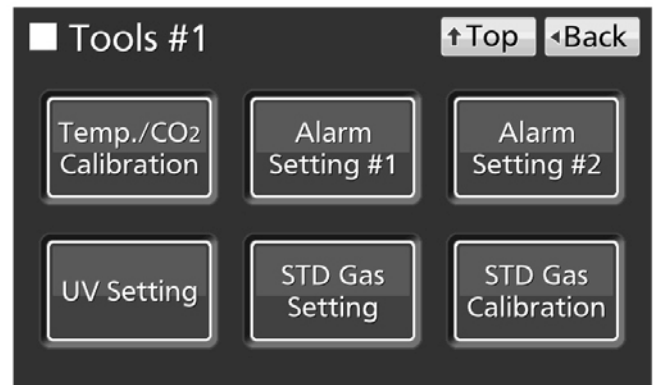 Tools #1
↑Top
◂Back
Temp./CO2
Calibration
Alarm
Setting #1
Alarm
Setting #2
UV Setting
STD Gas
Setting
STD Gas
Calibration